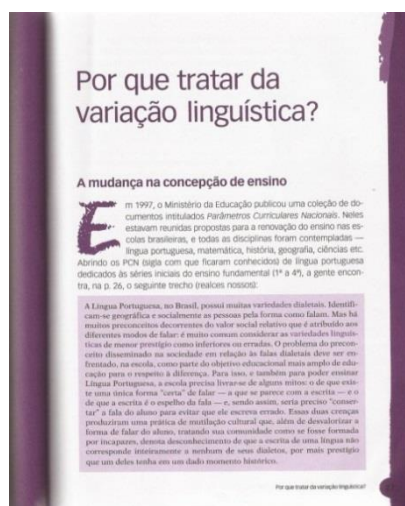 Por que tratar da
variação linguística?
A mudança na concepção de ensino
Em 1997, o Ministério da Educação publicou uma coleção de do-
cumentos intitulados Parâmetros Curriculares Nacionais. Neles
estavam reunidas propostas para a renovação do ensino nas es-
colas brasileiras, e todas as disciplinas foram contempladas —
língua portuguesa, matemática, história, geografia, ciências etc.
Abrindo os PCN (sigla com que ficaram conhecidos) de língua portuguesa
dedicados às séries iniciais do ensino fundamental (1ª a 4ª), a gente encon-
tra, na p. 26, o seguinte trecho (realces nossos):
A Língua Portuguesa, no Brasil, possui muitas variedades dialetais. Identifi-
cam-se geográfica e socialmente as pessoas pela forma como falam. Mas há
muitos preconceitos decorrentes do valor social relativo que é atribuído aos
diferentes modos de falar: é muito comum considerar as variedades linguís-
ticas de menor prestígio como inferiores ou erradas. O problema do precon-
ceito disseminado na sociedade em relação às falas dialetais deve ser en-
frentado, na escola, como parte do objetivo educacional mais amplo de edu-
cação para o respeito à diferença. Para isso, e também para poder ensinar
Língua Portuguesa, a escola precisa livrar-se de alguns mitos: o de que exis-
te uma única forma "certa" de falar — a que se parece com a escrita — e o
de que a escrita é o espelho da fala — e, sendo assim, seria preciso "conser-
tar" a fala do aluno para evitar que ele escreva errado. Essas duas crenças
produziram uma prática de mutilação cultural que, além de desvalorizar a
forma de falar do aluno, tratando sua comunidade como se fosse formada
por incapazes, denota desconhecimento de que a escrita de uma língua não
corresponde inteiramente a nenhum de seus dialetos, por mais prestígio
que um deles tenha em um dado momento histórico.
Por que tratar da variação linguística?